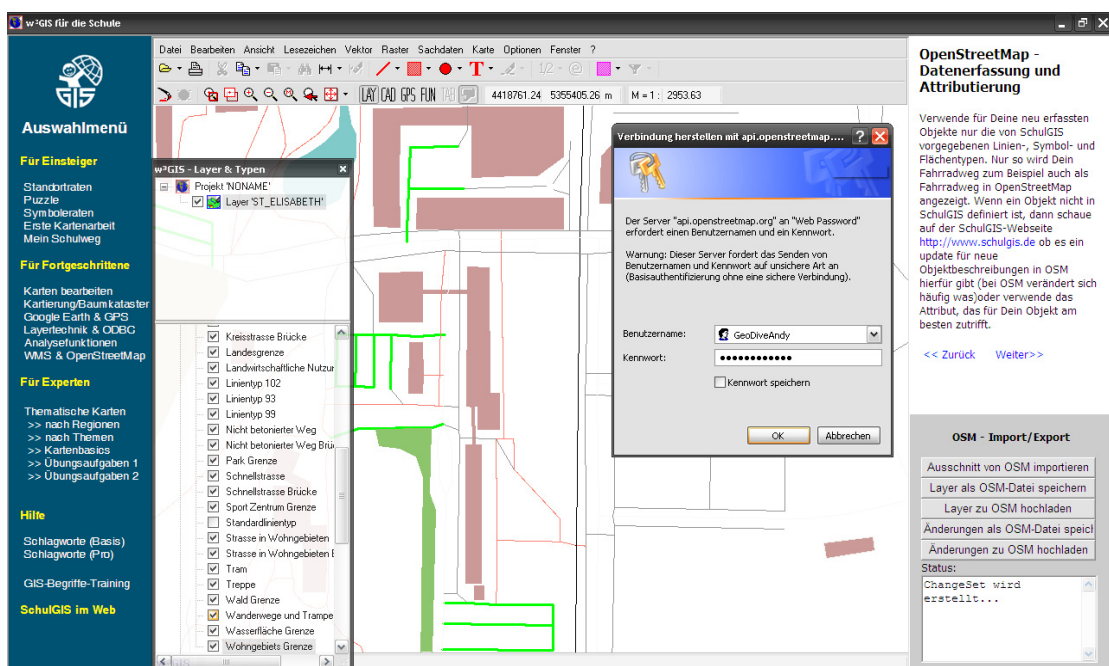 w³GIS für die Schule
GIS
Auswahlmenü
Für Einsteiger
Standortraten
Puzzle
Symboleraten
Erste Kartenarbeit
Mein Schulweg
Für Fortgeschrittene
Karten bearbeiten
Kartierung/Baumkataster
Google Earth & GPS
Layertechnik & ODBC
Analysefunktionen
WMS & OpenStreetMap
Für Experten
Thematische Karten
>> nach Regionen
>> nach Themen
>> Kartenbasics
>> Übungsaufgaben 1
>> Übungsaufgaben 2
Hilfe
Schlagworte (Basis)
Schlagworte (Pro)
GIS-Begriffe-Training
SchulGIS im Web
Datei Bearbeiten Ansicht Lesezeichen Vektor Raster Sachdaten Karte Optionen Fenster ?
T 1/2 @
LAY CAD GPS FUN TAB 4418761.24 5355405.26 m M = 1 : 2953.63
w³GIS - Layer & Typen
Projekt 'NONAME'
Layer 'ST_ELISABETH'
Kreisstrasse Brücke
Landesgrenze
Landwirtschaftliche Nutzur
Linientyp 102
Linientyp 93
Linientyp 99
Nicht betonierter Weg
Nicht betonierter Weg Brü
Park Grenze
Schnellstrasse
Schnellstrasse Brücke
Sport Zentrum Grenze
Standardlinientyp
Strasse in Wohngebieten
Strasse in Wohngebieten B
Tram
Treppe
Wald Grenze
Wanderwege und Trampe
Wasserfläche Grenze
Wohngebiets Grenze
Verbindung herstellen mit api.openstreetmap....
Der Server "api.openstreetmap.org" an "Web Password"
erfordert einen Benutzernamen und ein Kennwort.
Warnung: Dieser Server fordert das Senden von
Benutzernamen und Kennwort auf unsichere Art an
(Basisauthentifizierung ohne eine sichere Verbindung).
Benutzername: GeoDiveAndy
Kennwort: ●●●●●●●●●●●●
Kennwort speichern
OK Abbrechen
OpenStreetMap -
Datenerfassung und
Attributierung
Verwende für Deine neu erfassten
Objekte nur die von SchulGIS
vorgegebenen Linien-, Symbol- und
Flächentypen. Nur so wird Dein
Fahrradweg zum Beispiel auch als
Fahrradweg in OpenStreetMap
angezeigt. Wenn ein Objekt nicht in
SchulGIS definiert ist, dann schaue
auf der SchulGIS-Webseite
http://www.schulgis.de ob es ein
update für neue
Objektbeschreibungen in OSM
hierfür gibt (bei OSM verändert sich
häufig was)oder verwende das
Attribut, das für Dein Objekt am
besten zutrifft.
<< Zurück Weiter>>
OSM - Import/Export
Ausschnitt von OSM importieren
Layer als OSM-Datei speichern
Layer zu OSM hochladen
Änderungen als OSM-Datei speich
Änderungen zu OSM hochladen
Status:
ChangeSet wird
erstellt...